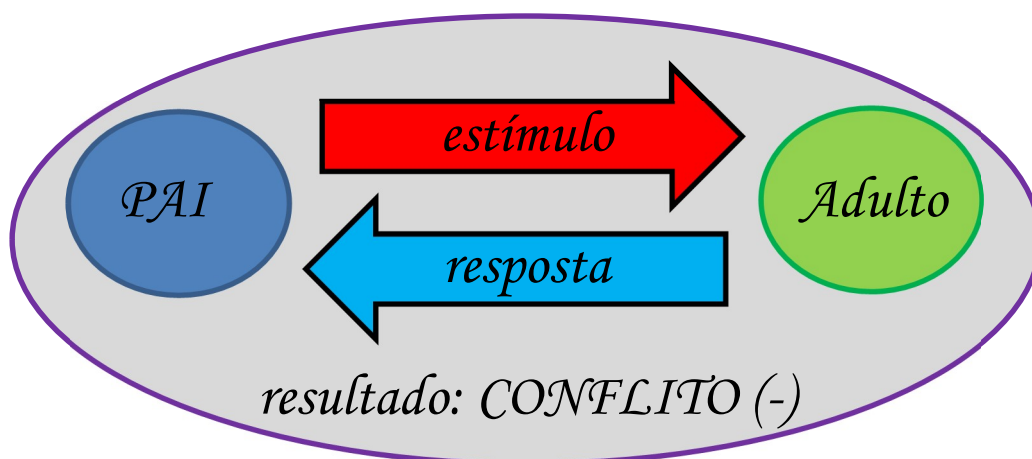 estímulo
PAI
Adulto
resposta
resultado: CONFLITO (-)